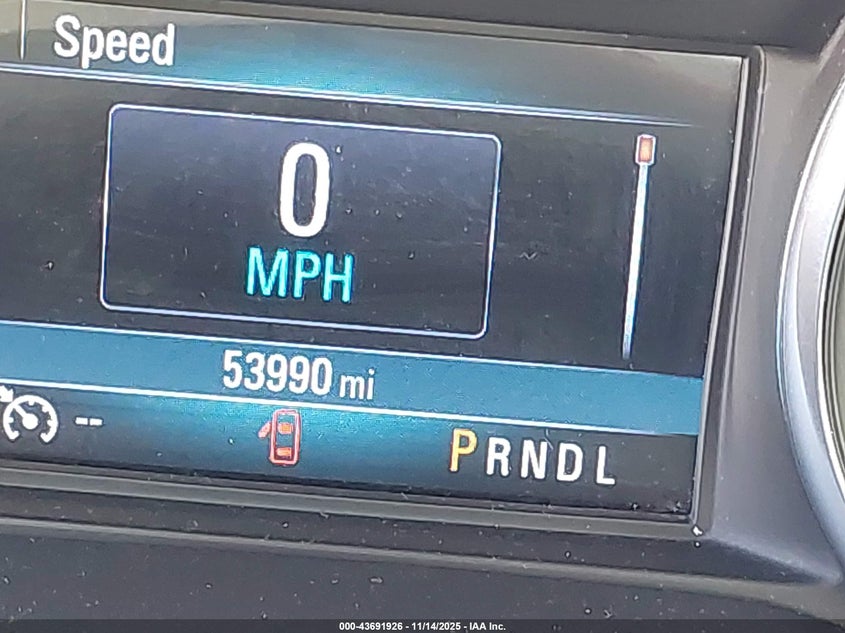 Speed
0
MPH
53990 mi
-- PRNDL
000-43691926 - 11/14/2025 - IAA Inc.